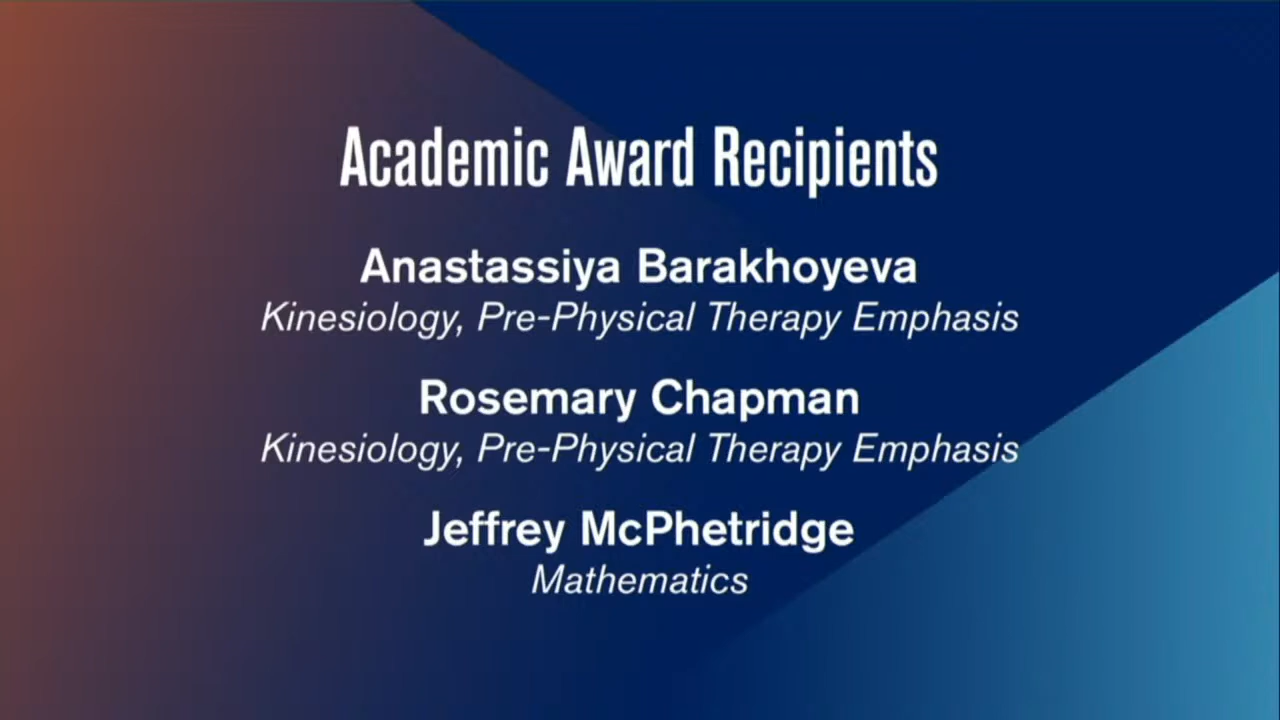 Academic Award Recipients
Anastassiya Barakhoyeva
Kinesiology, Pre-Physical Therapy Emphasis
Rosemary Chapman
Kinesiology, Pre-Physical Therapy Emphasis
Jeffrey McPhetridge
Mathematics